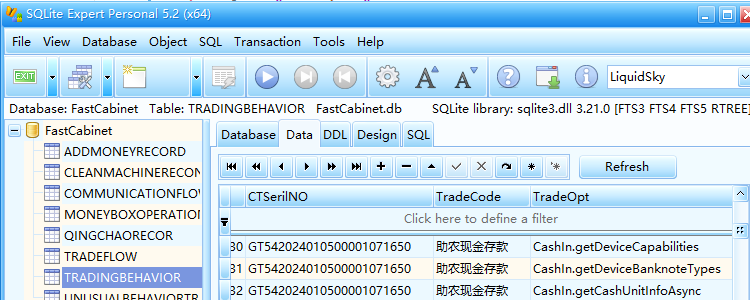 SQLite Expert Personal 5.2 (x64)
File View Database Object SQL Transaction Tools Help
EXIT LiquidSky
Database: FastCabinet Table: TRADINGBEHAVIOR FastCabinet.db SQLite library: sqlite3.dll 3.21.0 [FTS3 FTS4 FTS5 RTREE]
FastCabinet
ADDMONEYRECORD
CLEANMACHINERECON
COMMUNICATIONFLOW
MONEYBOXOPERATION
QINGCHAORECOR
TRADEFLOW
TRADINGBEHAVIOR
UNUSUALBEHAVIORTR
Database Data DDL Design SQL
Refresh
CTSerilNO TradeCode TradeOpt
Click here to define a filter
30 GT542024010500001071650 助农现金存款 CashIn.getDeviceCapabilities
31 GT542024010500001071650 助农现金存款 CashIn.getDeviceBanknoteTypes
32 GT542024010500001071650 助农现金存款 CashIn.getCashUnitInfoAsync